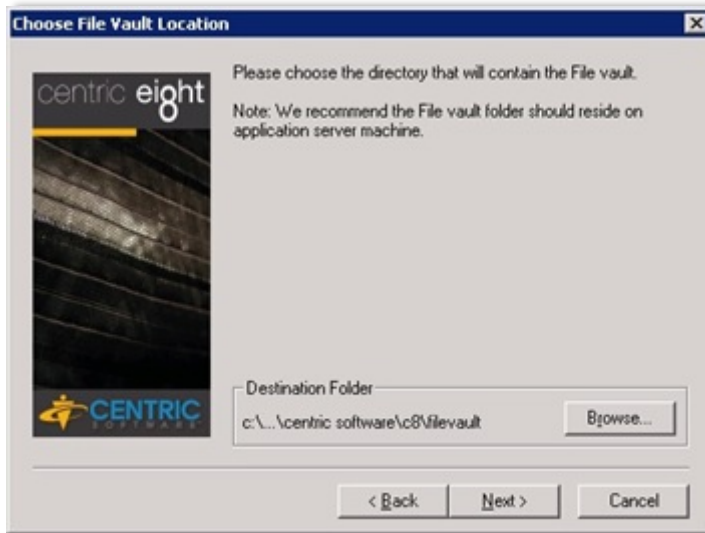 Choose File Vault Location
centric eight
Please choose the directory that will contain the File vault.
Note: We recommend the File vault folder should reside on
application server machine.
CENTRIC
SOFTWARE
Destination Folder
c:\...\centric software\c8\filevault
Browse...
< Back
Next >
Cancel